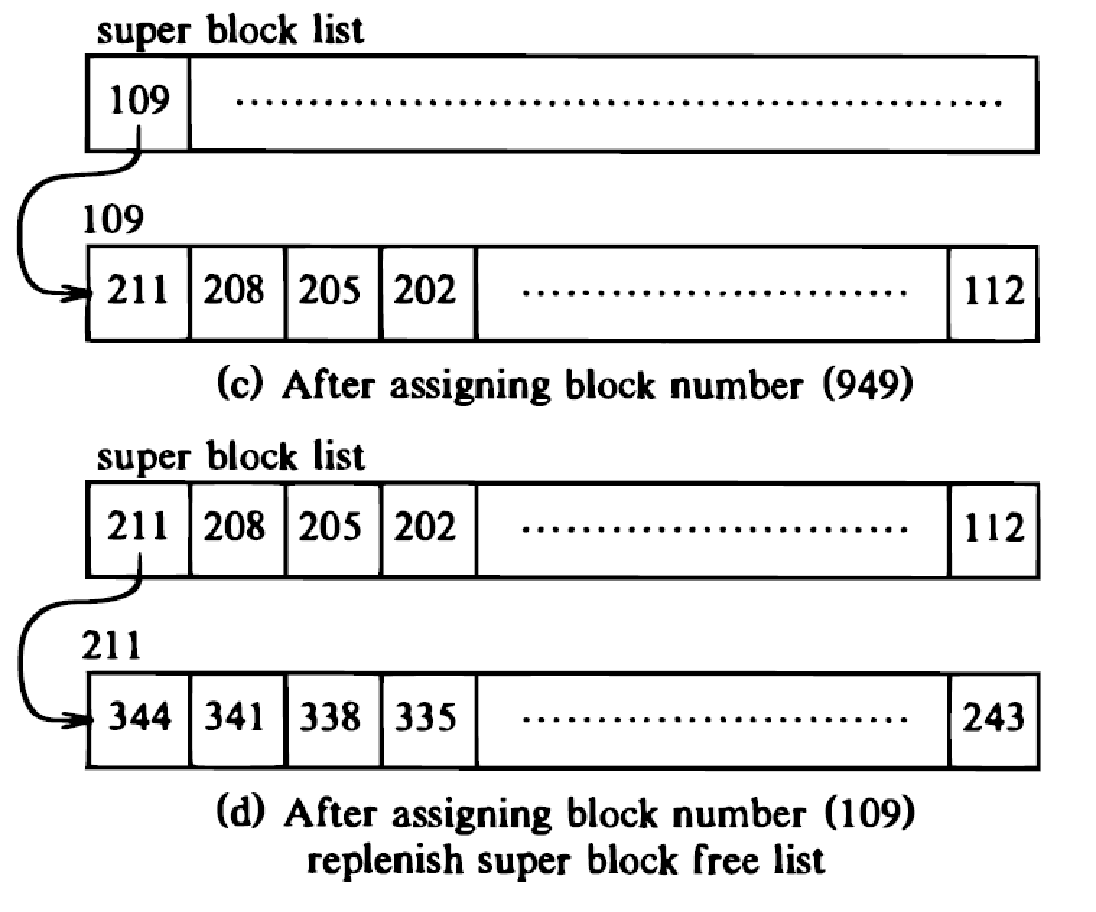 super block list
109 ........................................................
109
211 208 205 202 ........................... 112
(c) After assigning block number (949)
super block list
211 208 205 202 ........................... 112
211
344 341 338 335 ........................... 243
(d) After assigning block number (109)
replenish super block free list